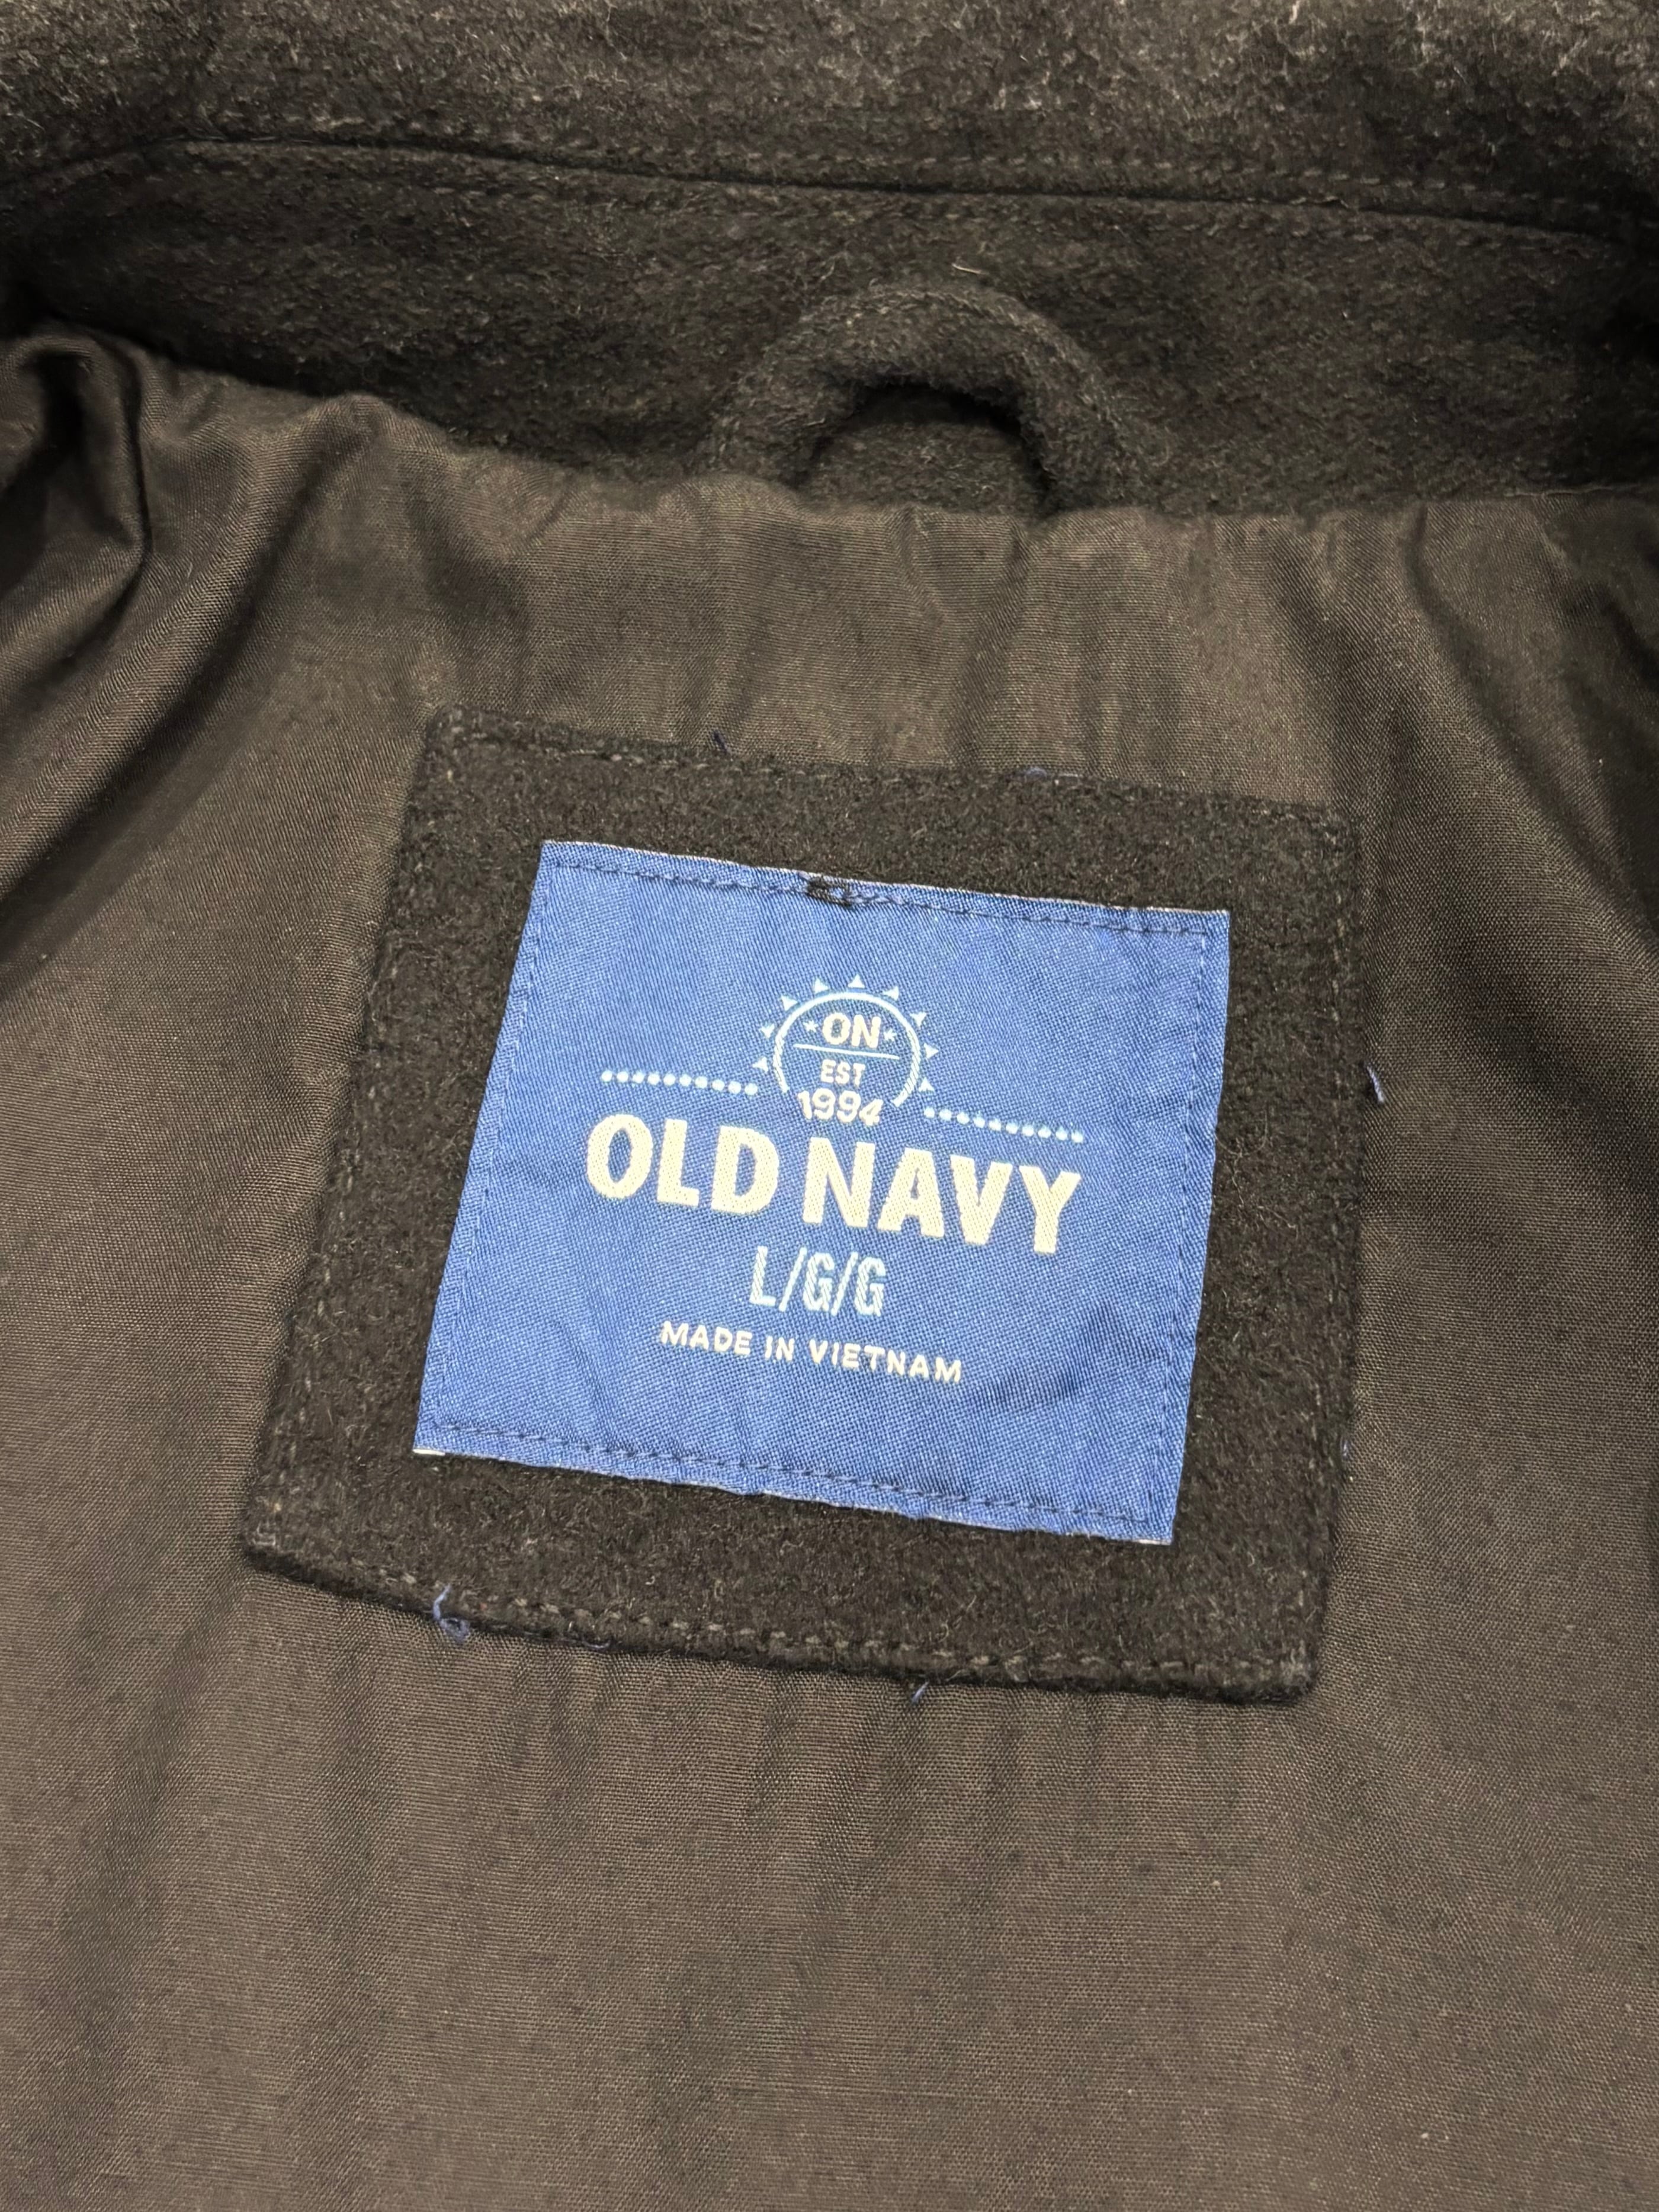 ON
EST
1994
OLD NAVY
L/G/G
MADE IN VIETNAM